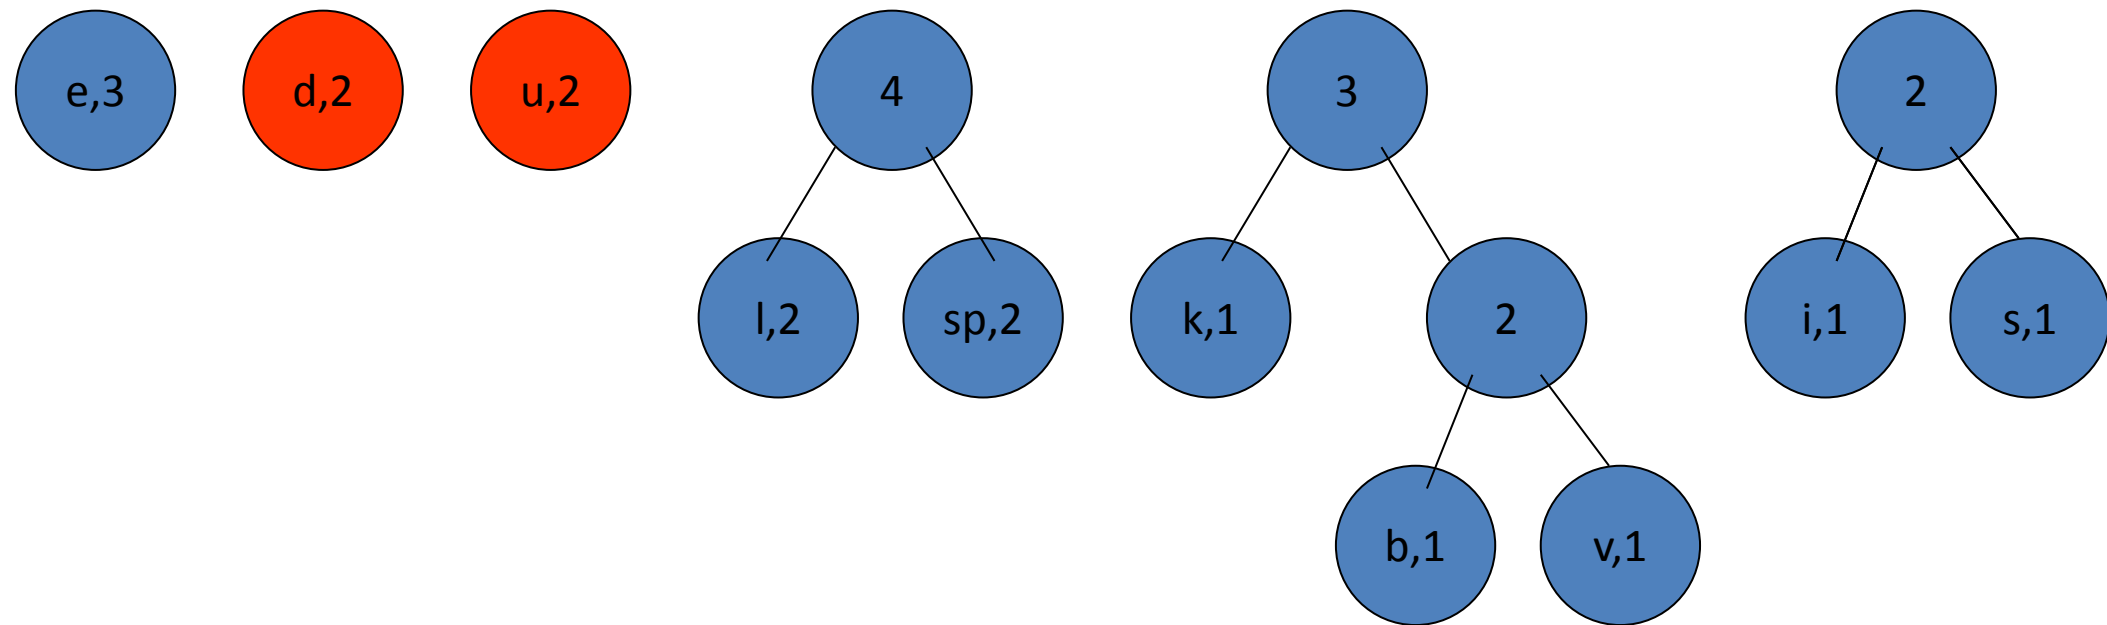 e,3 d,2 u,2 4 3 2
l,2 sp,2 k,1 2 i,1 s,1
b,1 v,1